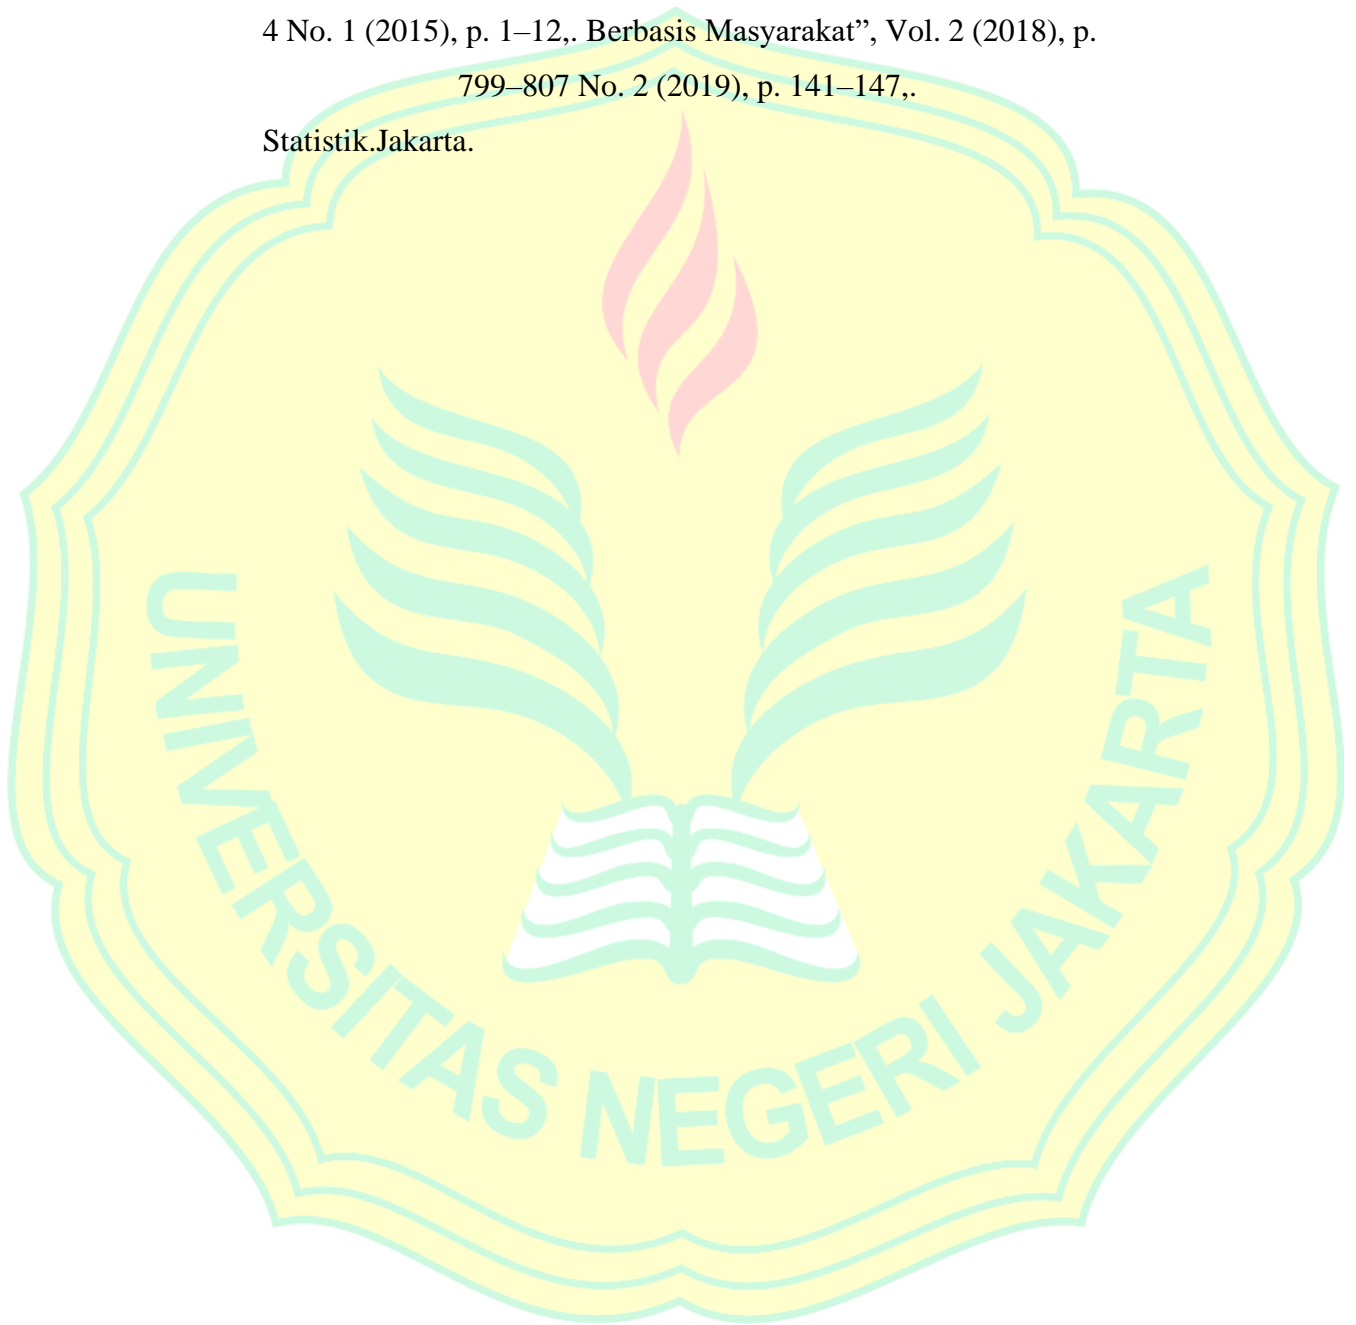 4 No. 1 (2015), p. 1–12,. Berbasis Masyarakat”, Vol. 2 (2018), p.
799–807 No. 2 (2019), p. 141–147,.
Statistik.Jakarta.
UNIVERSITAS NEGERI JAKARTA